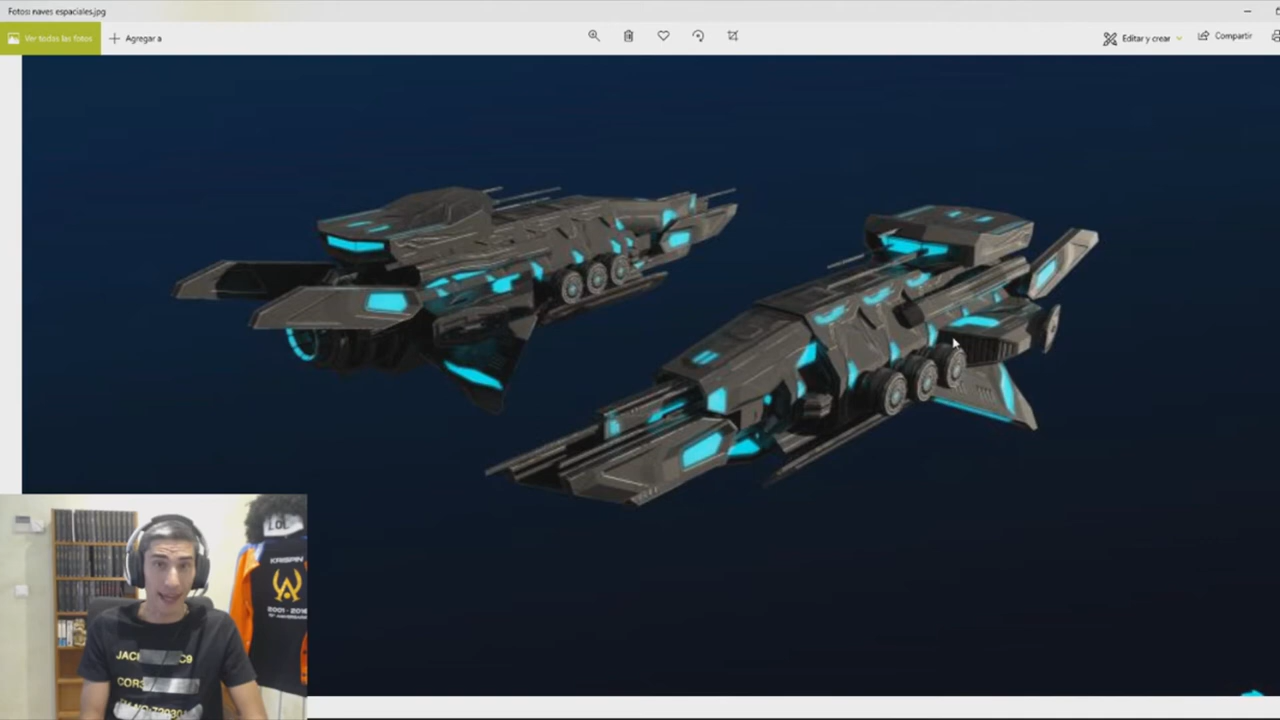 Fotos: naves espaciales.jpg
Ver todas las fotos
Agregar a
Editar y crear
Compartir
LOL
KRISPIN
2001 - 2016